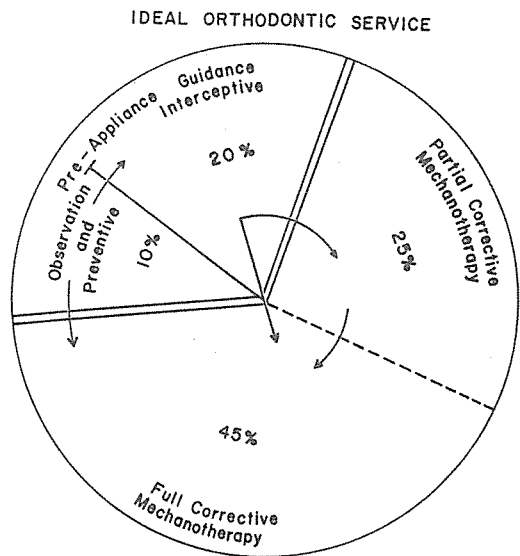 IDEAL ORTHODONTIC SERVICE
Pre-Appliance Guidance
Interceptive
20%
Observation
and
Preventive
10%
Partial Corrective
Mechanotherapy
25%
45%
Full Corrective
Mechanotherapy